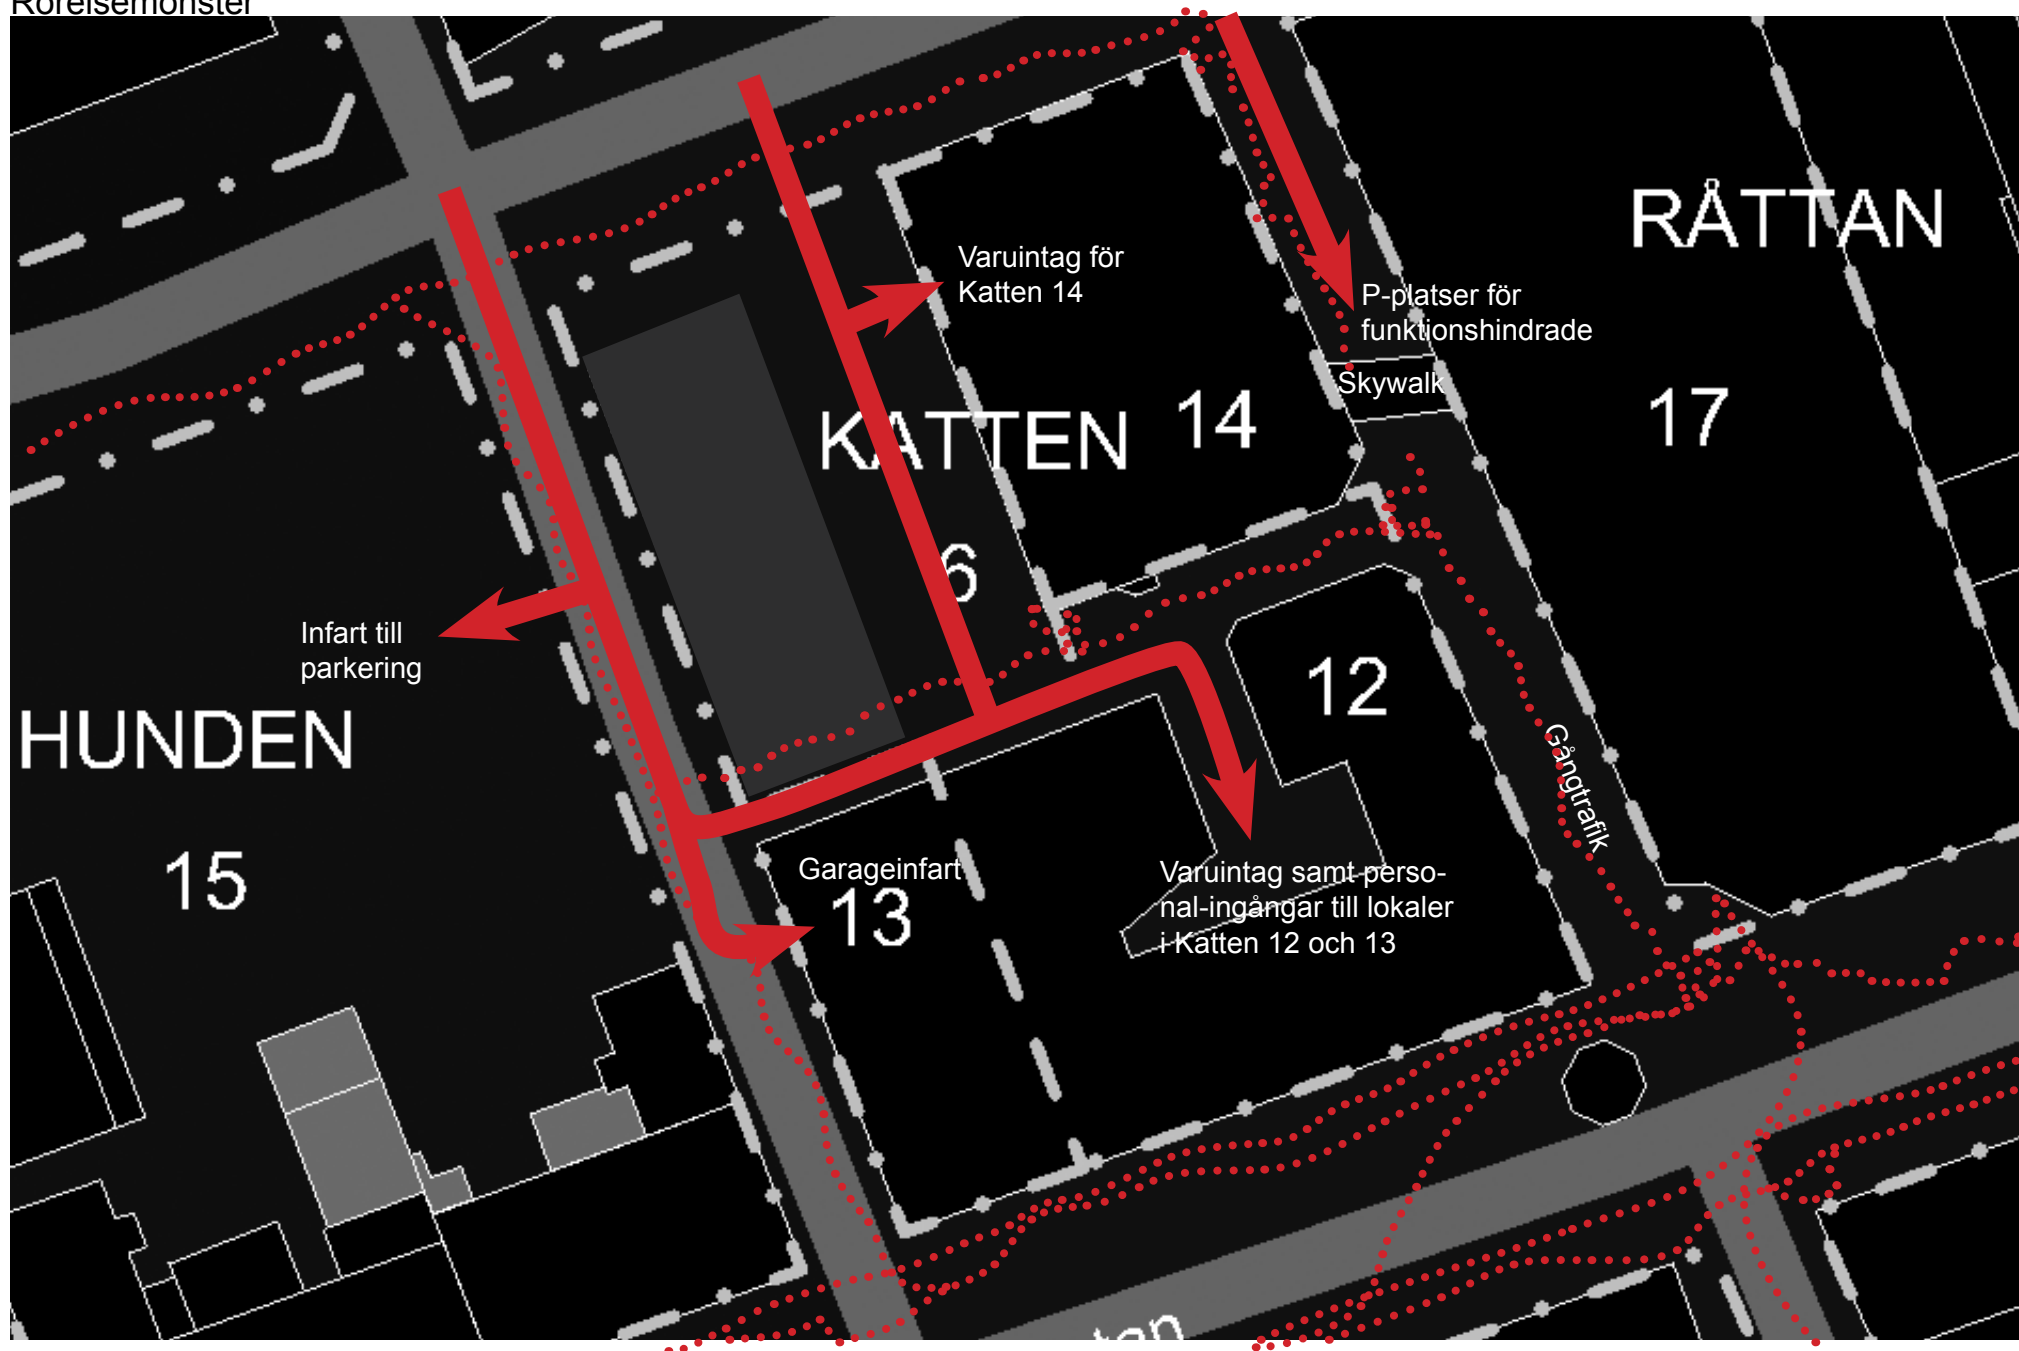 Rörelsemönster
RÅTTAN
17
Varuintag för
Katten 14
P-platser för
funktionshindrade
Skywalk
KATTEN
14
6
Infart till
parkering
12
HUNDEN
15
Gångtrafik
Garageinfart
13
Varuintag samt perso-
nal-ingångar till lokaler
i Katten 12 och 13